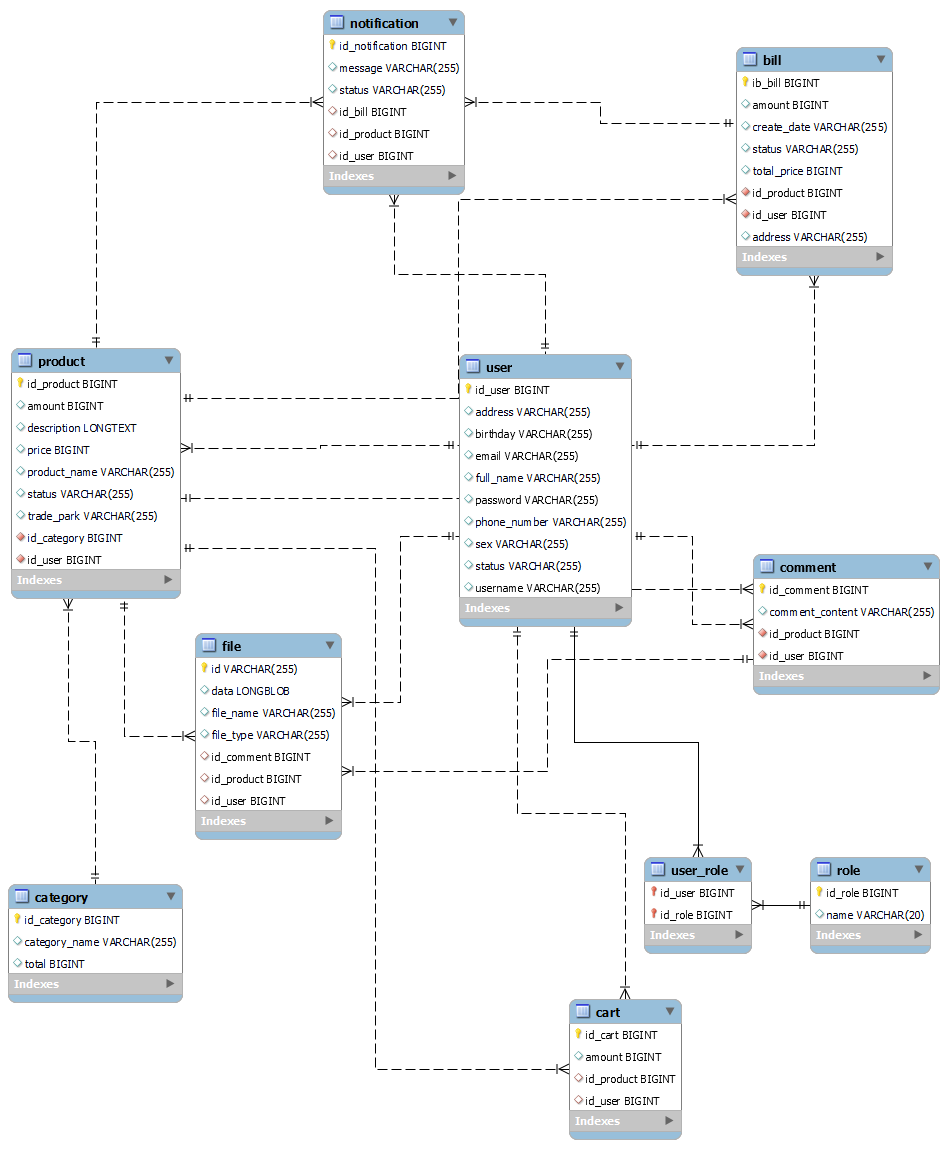 notification
id_notification BIGINT
message VARCHAR(255)
status VARCHAR(255)
id_bill BIGINT
id_product BIGINT
id_user BIGINT
Indexes
bill
ib_bill BIGINT
amount BIGINT
create_date VARCHAR(255)
status VARCHAR(255)
total_price BIGINT
id_product BIGINT
id_user BIGINT
address VARCHAR(255)
Indexes
product
id_product BIGINT
amount BIGINT
description LONGTEXT
price BIGINT
product_name VARCHAR(255)
status VARCHAR(255)
trade_park VARCHAR(255)
id_category BIGINT
id_user BIGINT
Indexes
user
id_user BIGINT
address VARCHAR(255)
birthday VARCHAR(255)
email VARCHAR(255)
full_name VARCHAR(255)
password VARCHAR(255)
phone_number VARCHAR(255)
sex VARCHAR(255)
status VARCHAR(255)
username VARCHAR(255)
Indexes
comment
id_comment BIGINT
comment_content VARCHAR(255)
id_product BIGINT
id_user BIGINT
Indexes
file
id VARCHAR(255)
data LONGBLOB
file_name VARCHAR(255)
file_type VARCHAR(255)
id_comment BIGINT
id_product BIGINT
id_user BIGINT
Indexes
category
id_category BIGINT
category_name VARCHAR(255)
total BIGINT
Indexes
user_role
id_user BIGINT
id_role BIGINT
Indexes
role
id_role BIGINT
name VARCHAR(20)
Indexes
cart
id_cart BIGINT
amount BIGINT
id_product BIGINT
id_user BIGINT
Indexes